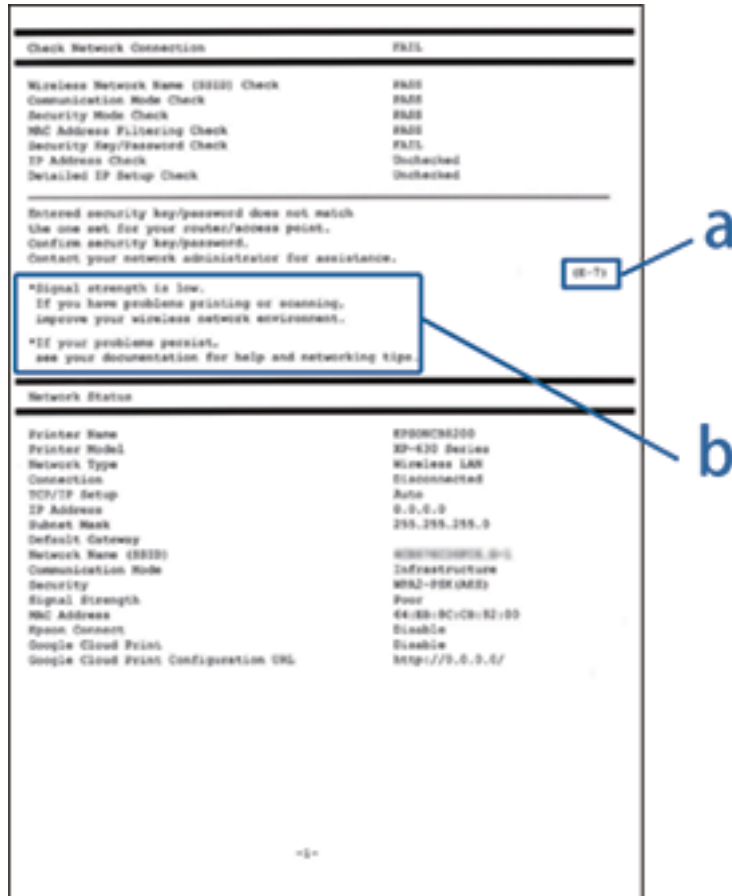 Check Network Connection FAIL
Wireless Network Name (SSID) Check PASS
Communication Mode Check PASS
Security Mode Check PASS
MAC Address Filtering Check PASS
Security Key/Password Check FAIL
IP Address Check Unchecked
Detailed IP Setup Check Unchecked
Entered security key/password does not match
the one set for your router/access point.
Confirm security key/password.
Contact your network administrator for assistance.
(E-7)
a
*Signal strength is low.
If you have problems printing or scanning,
improve your wireless network environment.
*If your problems persist,
see your documentation for help and networking tips.
b
Network Status
Printer Name
Printer Model XP-630 Series
Network Type Wireless LAN
Connection Disconnected
TCP/IP Setup Auto
IP Address 0.0.0.0
Subnet Mask 255.255.255.0
Default Gateway
Network Name (SSID)
Communication Mode Infrastructure
Security WPA2-PSK(AES)
Signal Strength Poor
MAC Address
Epson Connect Disable
Google Cloud Print Disable
Google Cloud Print Configuration URL http://0.0.0.0/
-1-